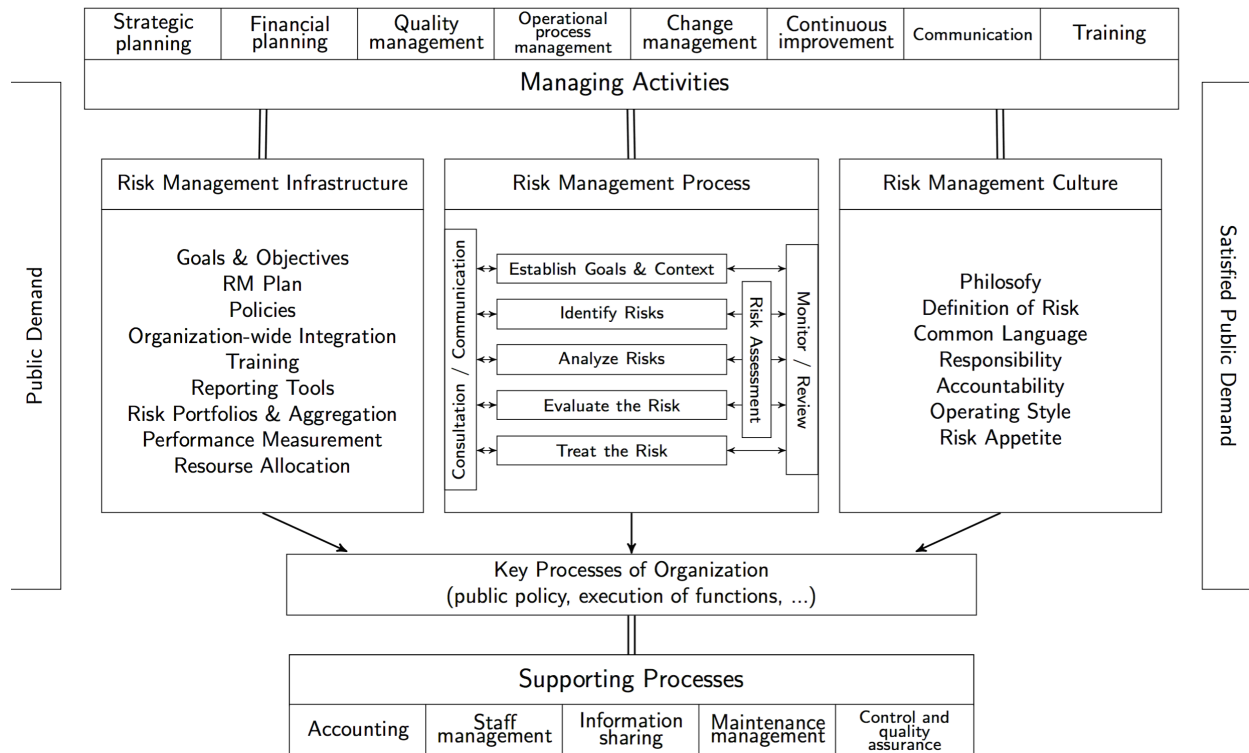 Strategic
planning
Financial
planning
Quality
management
Operational
process
management
Change
management
Continuous
improvement
Communication
Training
Managing Activities
Public Demand
Risk Management Infrastructure
Goals & Objectives
RM Plan
Policies
Organization-wide Integration
Training
Reporting Tools
Risk Portfolios & Aggregation
Performance Measurement
Resourse Allocation
Risk Management Process
Consultation / Communication
Establish Goals & Context
Identify Risks
Analyze Risks
Evaluate the Risk
Treat the Risk
Risk Assessment
Monitor / Review
Risk Management Culture
Philosofy
Definition of Risk
Common Language
Responsibility
Accountability
Operating Style
Risk Appetite
Satisfied Public Demand
Key Processes of Organization
(public policy, execution of functions, ...)
Supporting Processes
Accounting
Staff
management
Information
sharing
Maintenance
management
Control and
quality
assurance